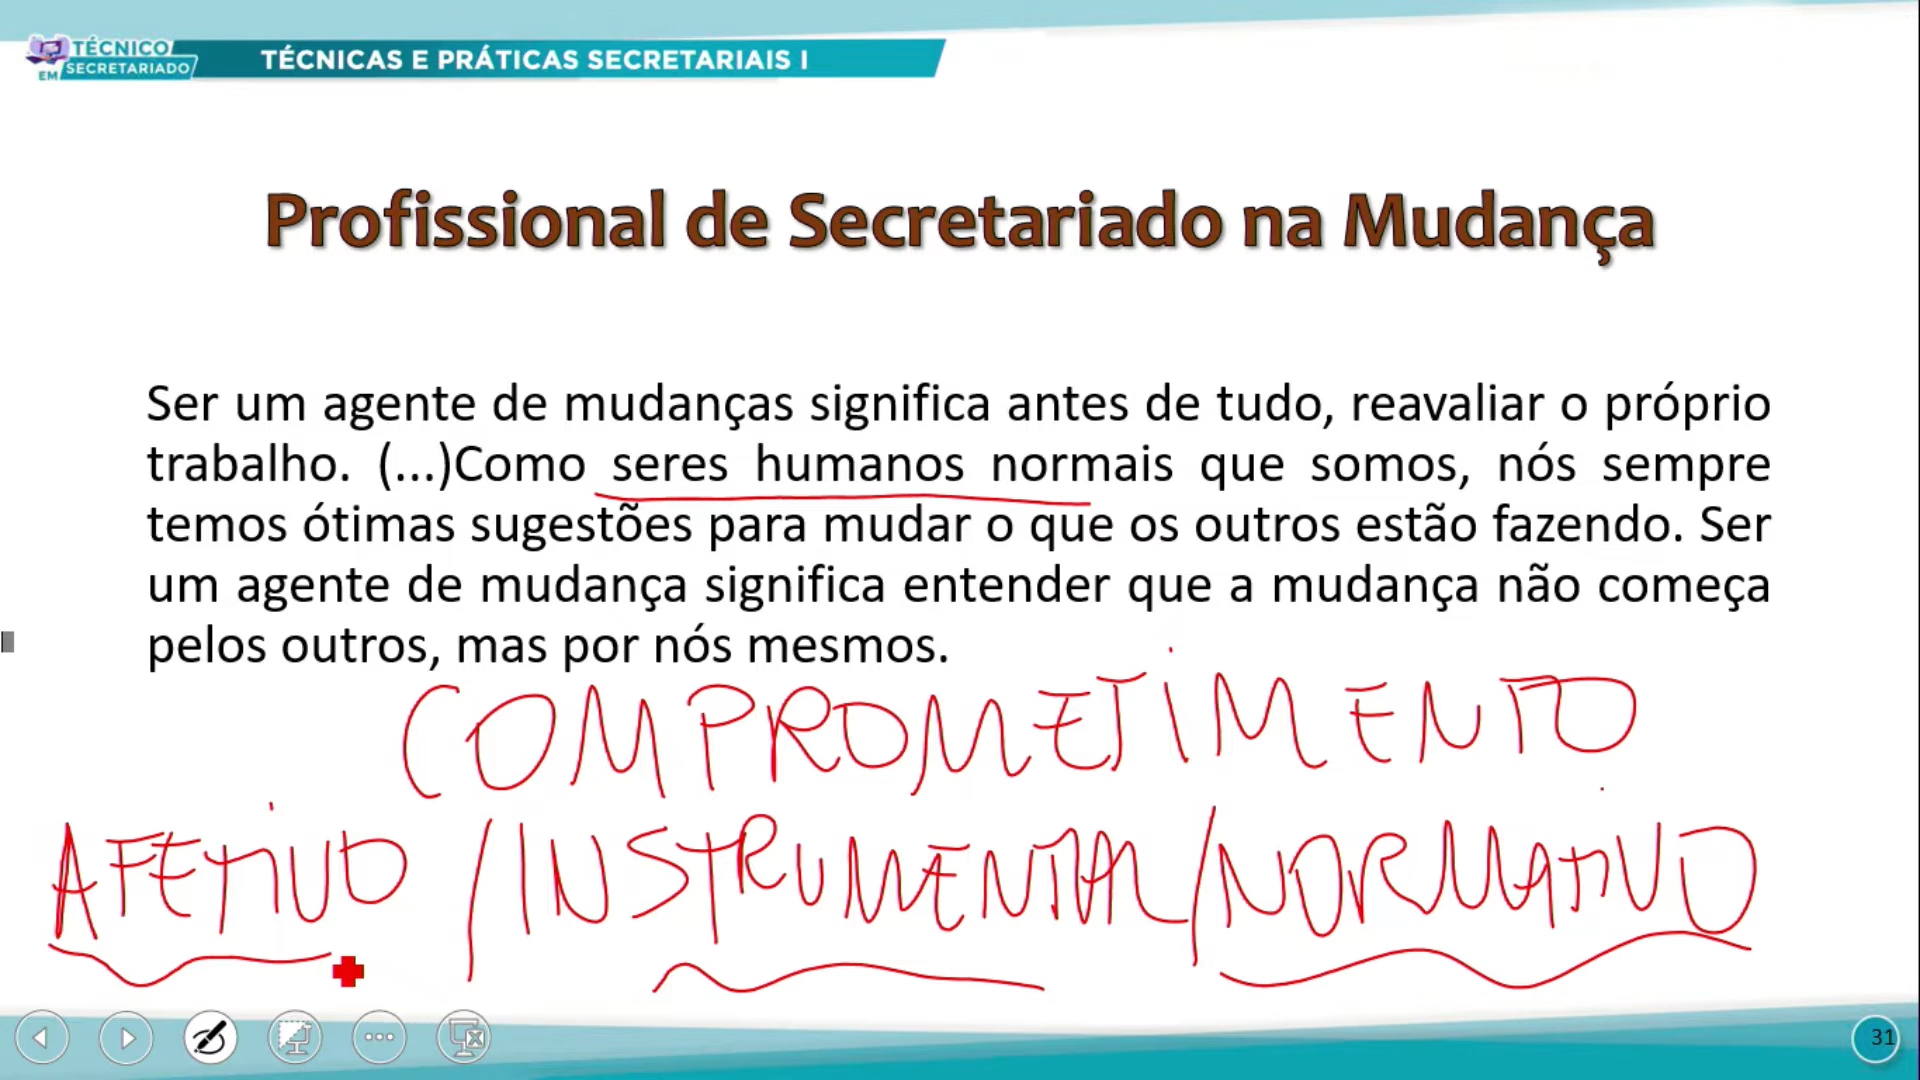 TÉCNICO
EM SECRETARIADO
TÉCNICAS E PRÁTICAS SECRETARIAIS I
Profissional de Secretariado na Mudança
Ser um agente de mudanças significa antes de tudo, reavaliar o próprio
trabalho. (...)Como seres humanos normais que somos, nós sempre
temos ótimas sugestões para mudar o que os outros estão fazendo. Ser
um agente de mudança significa entender que a mudança não começa
pelos outros, mas por nós mesmos.
COMPROMETIMENTO
AFETIVO / INSTRUMENTAL / NORMATIVO
31